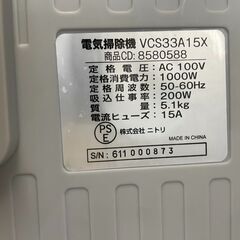 電気掃除機 VCS33A15X
商品CD: 8580588
定格電圧: AC 100V
定格消費電力: 1000W
定格周波数: 50-60Hz
吸込仕事率: 200W
質量: 5.1kg
電流ヒューズ: 15A
PSE 株式会社 ニトリ MADE IN CHINA
S/N: 611000873